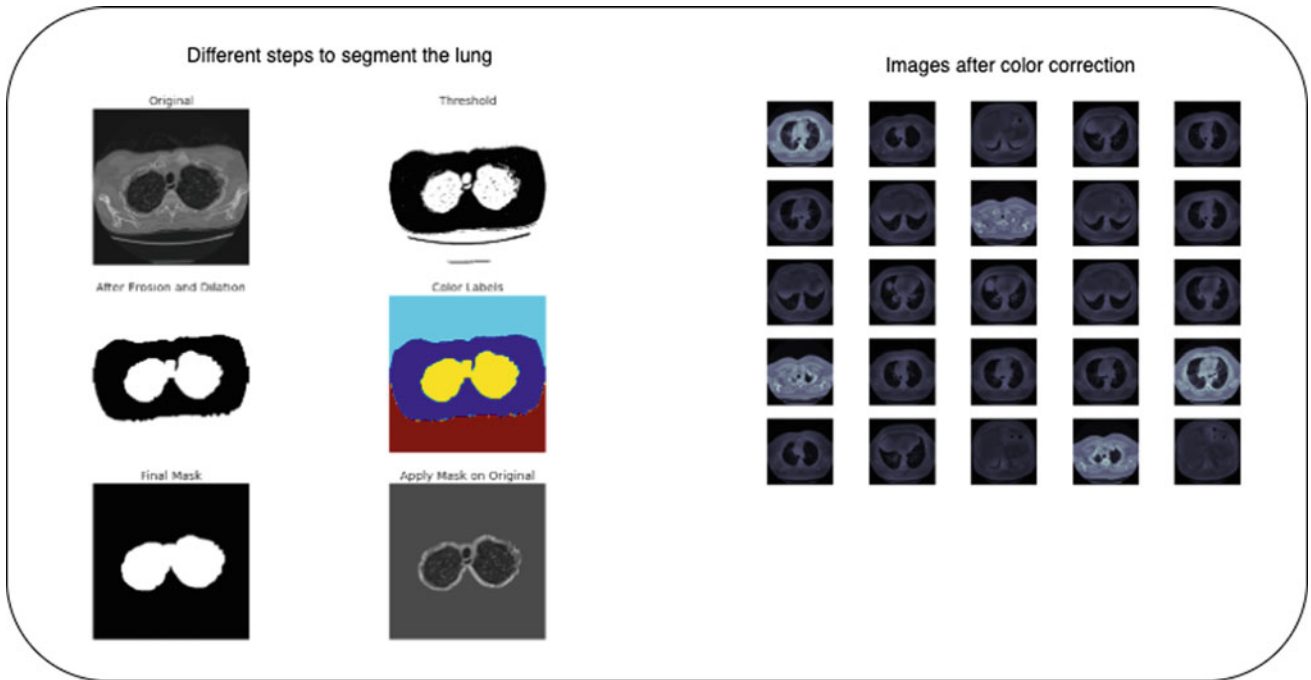 Different steps to segment the lung
Original
Threshold
After Erosion and Dilation
Color Labels
Final Mask
Apply Mask on Original
Images after color correction